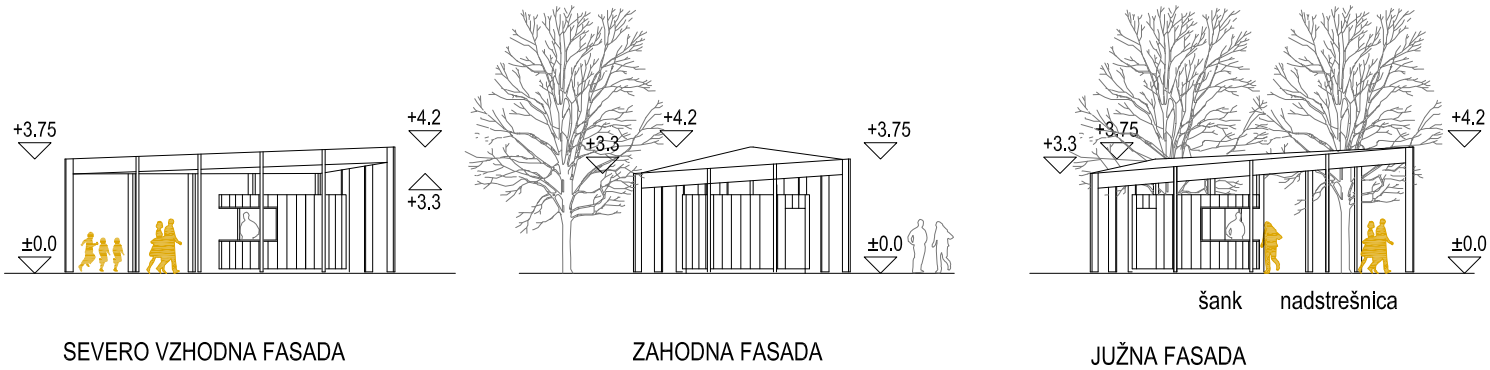 +3.75
+4.2
+3.3
±0.0
SEVERO VZHODNA FASADA
+4.2
+3.3
+3.75
±0.0
ZAHODNA FASADA
+3.3
+3.75
+4.2
±0.0
šank
nadstrešnica
JUŽNA FASADA